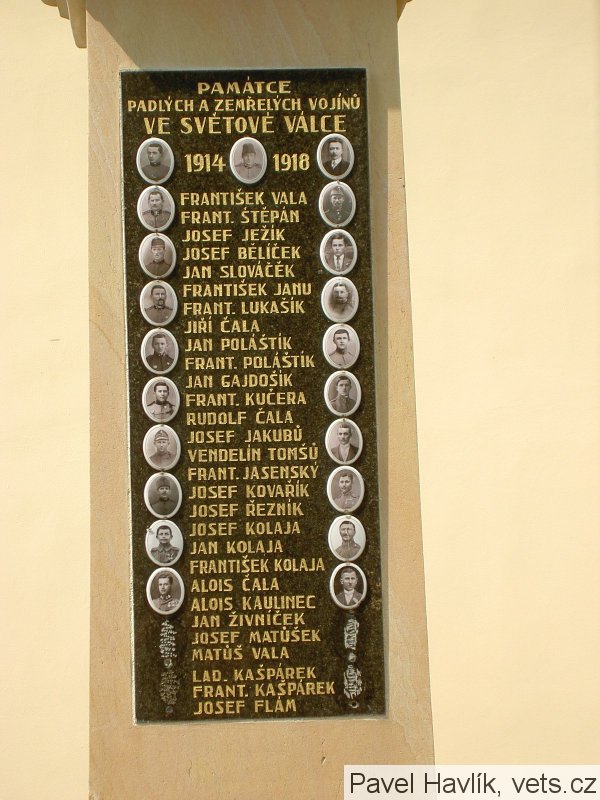 PAMÁTCE
PADLÝCH A ZEMŘELÝCH VOJÍNŮ
VE SVĚTOVÉ VÁLCE
1914 1918
FRANTIŠEK VALA
FRANT. ŠTĚPÁN
JOSEF JEŽÍK
JOSEF BĚLÍČEK
JAN SLOVÁČĚK
FRANTIŠEK JANU
FRANT. LUKAŠÍK
JIŘÍ ČALA
JAN POLÁŠTÍK
FRANT. POLÁŠTÍK
JAN GAJDOŠÍK
FRANT. KUČERA
RUDOLF ČALA
JOSEF JAKUBŮ
VENDELÍN TOMŠŮ
FRANT. JASENSKÝ
JOSEF KOVAŘÍK
JOSEF ŘEZNÍK
JOSEF KOLAJA
JAN KOLAJA
FRANTIŠEK KOLAJA
ALOIS ČALA
ALOIS KAULINEC
JAN ŽIVNÍČEK
JOSEF MATŮŠEK
MATŮŠ VALA
LAD. KAŠPÁREK
FRANT. KAŠPÁREK
JOSEF FLÁM
Pavel Havlík, vets.cz